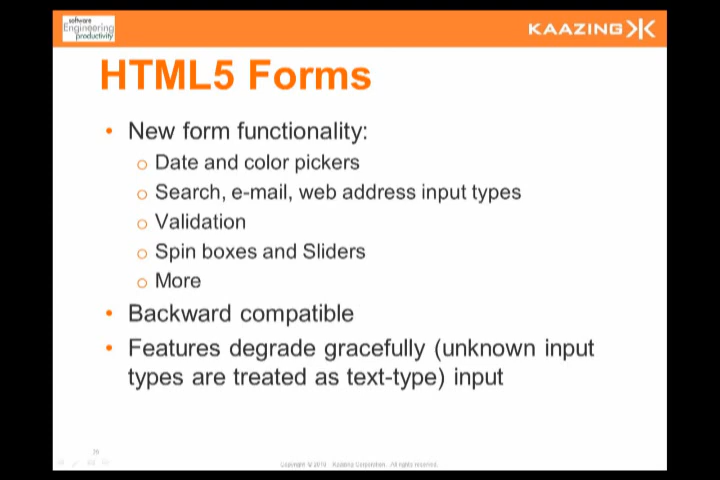 software
Engineering
productivity
KAAZING
HTML5 Forms
• New form functionality:
o Date and color pickers
o Search, e-mail, web address input types
o Validation
o Spin boxes and Sliders
o More
• Backward compatible
• Features degrade gracefully (unknown input
types are treated as text-type) input
Copyright © 2010 Kaazing Corporation. All rights reserved.